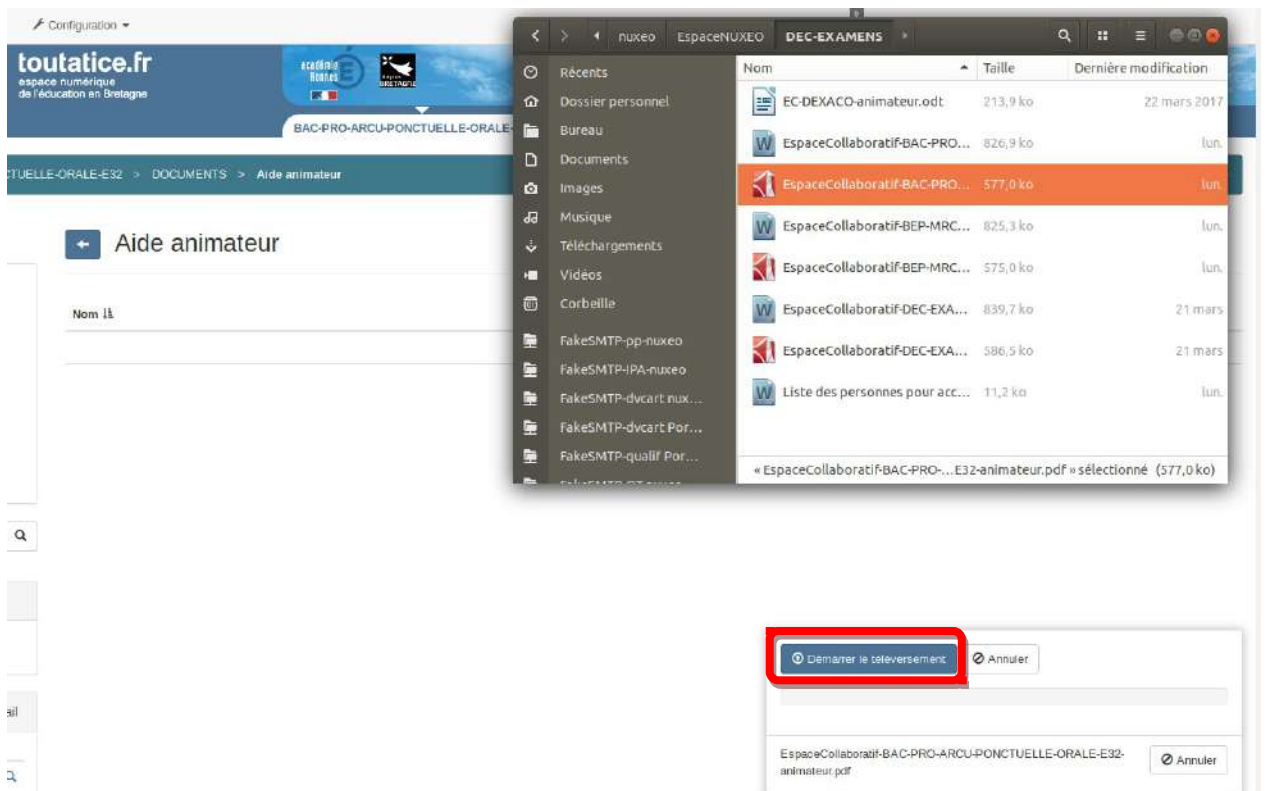 Configuration
toutatice.fr
espace numérique
de l'éducation en Bretagne
académie
Rennes
BRETAGNE
BAC-PRO-ARCU-PONCTUELLE-ORALE-
CTUELLE-ORALE-E32 > DOCUMENTS > Aide animateur
Aide animateur
Nom
ail
nuxeo EspaceNUXEO DEC-EXAMENS
Récents
Dossier personnel
Bureau
Documents
Images
Musique
Téléchargements
Vidéos
Corbeille
FakeSMTP-pp-nuxeo
FakeSMTP-IPA-nuxeo
FakeSMTP-dvcart nux...
FakeSMTP-dvcart Por...
FakeSMTP-qualif Por...
Nom Taille Dernière modification
EC-DEXACO-animateur.odt 213,9 ko 22 mars 2017
EspaceCollaboratif-BAC-PRO... 826,9 ko lun.
EspaceCollaboratif-BAC-PRO... 577,0 ko lun.
EspaceCollaboratif-BEP-MRC... 825,3 ko lun.
EspaceCollaboratif-BEP-MRC... 575,0 ko lun.
EspaceCollaboratif-DEC-EXA... 839,7 ko 21 mars
EspaceCollaboratif-DEC-EXA... 586,5 ko 21 mars
Liste des personnes pour acc... 11,2 ko lun.
« EspaceCollaboratif-BAC-PRO-...E32-animateur.pdf » sélectionné (577,0 ko)
Démarrer le téléversement Annuler
EspaceCollaboratif-BAC-PRO-ARCU-PONCTUELLE-ORALE-E32-
animateur.pdf
Annuler